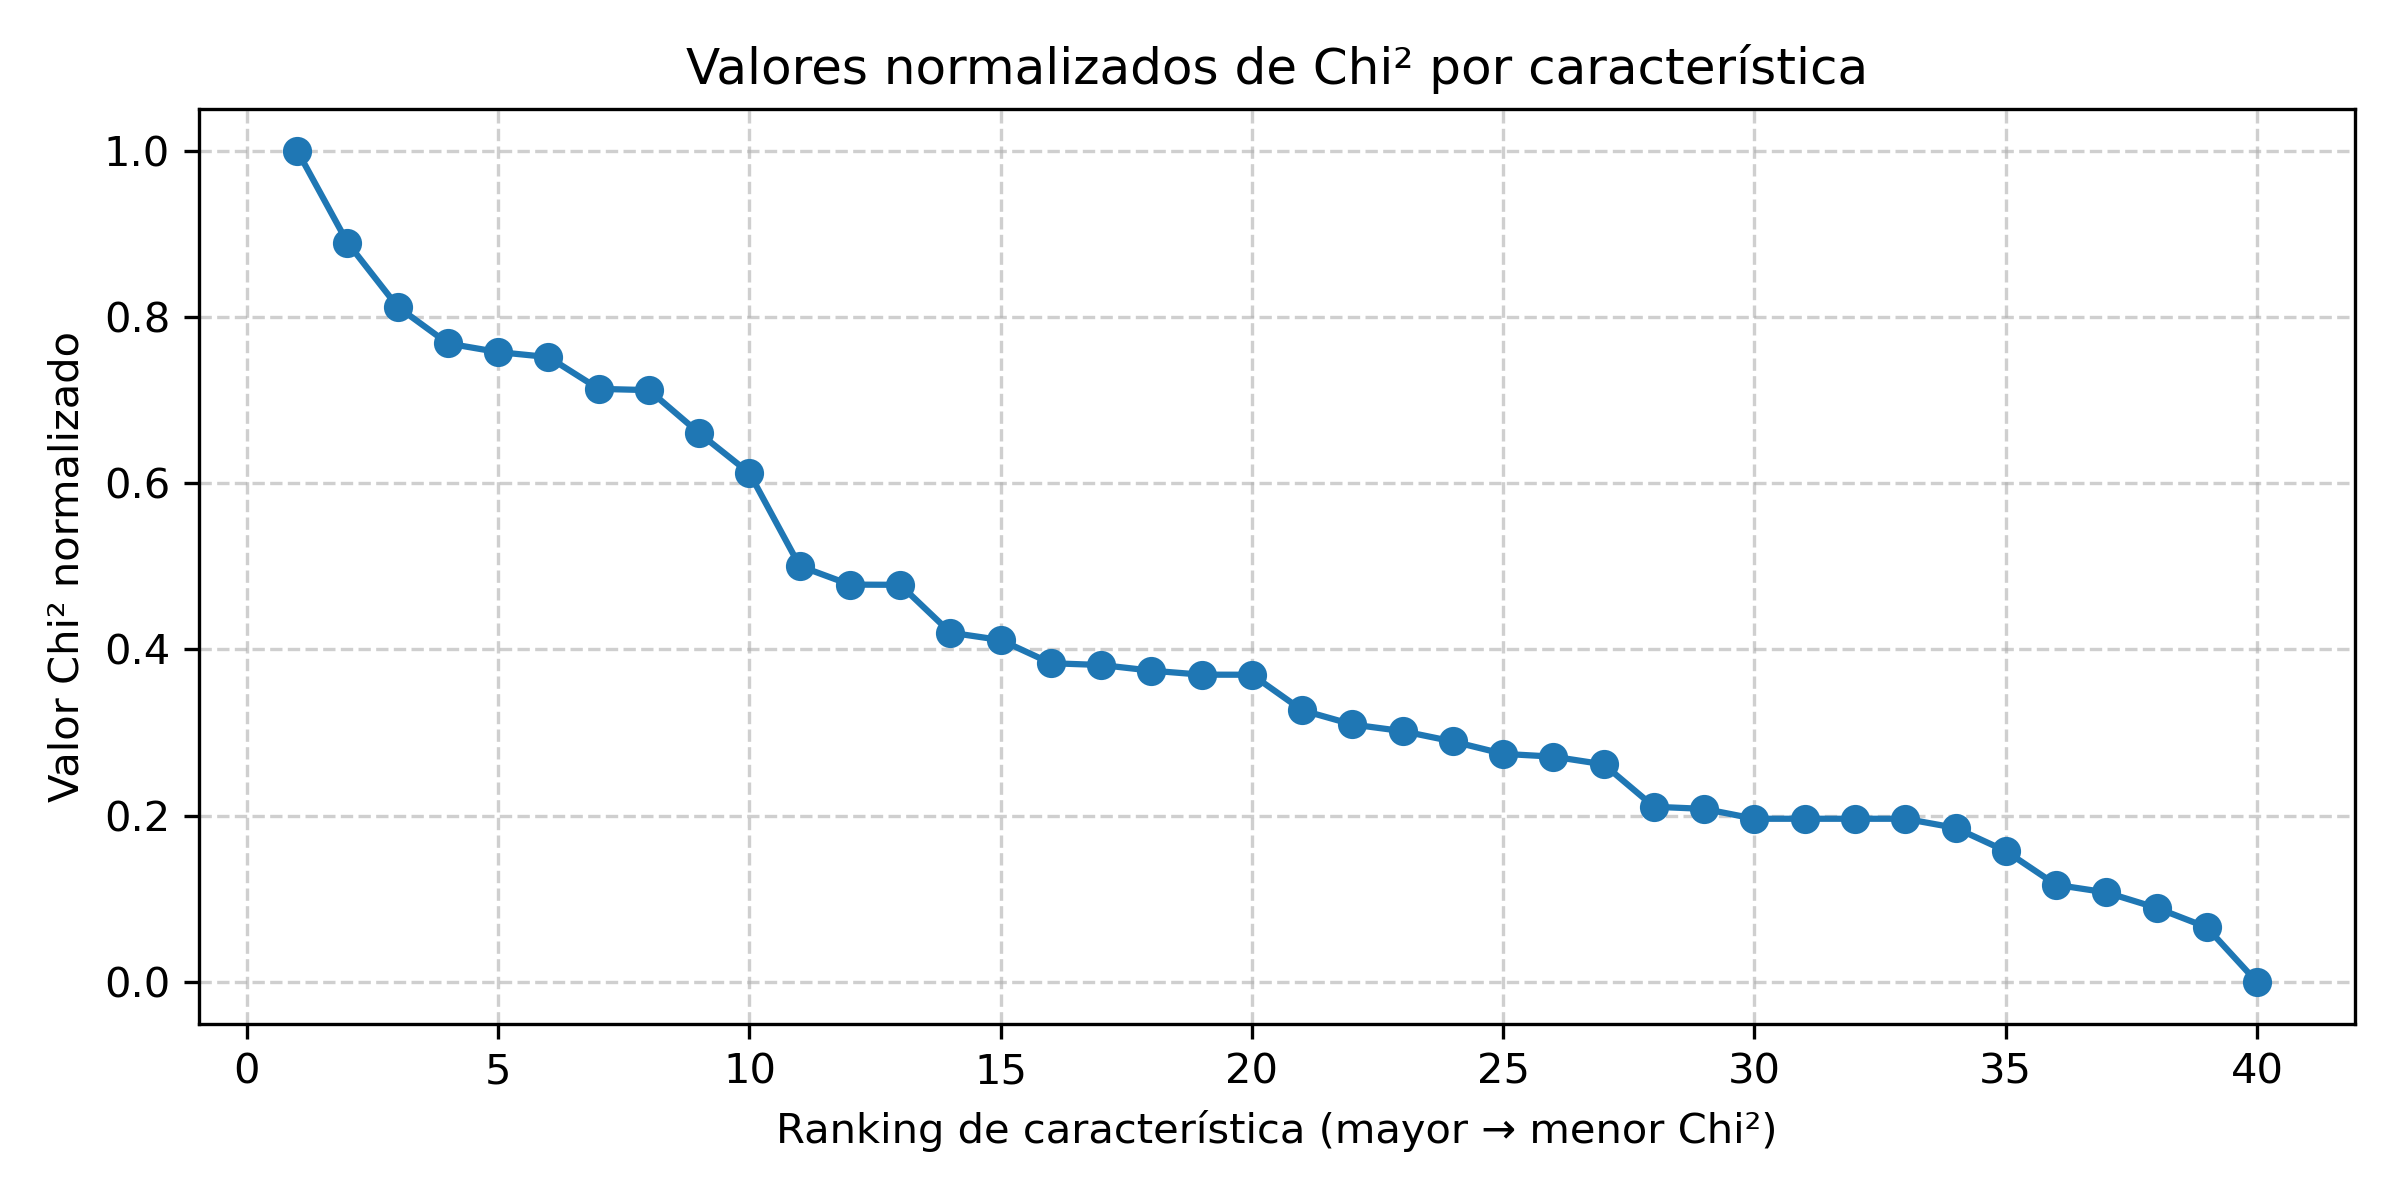 Valores normalizados de Chi² por característica
Valor Chi² normalizado
1.0
0.8
0.6
0.4
0.2
0.0
0 5 10 15 20 25 30 35 40
Ranking de característica (mayor → menor Chi²)